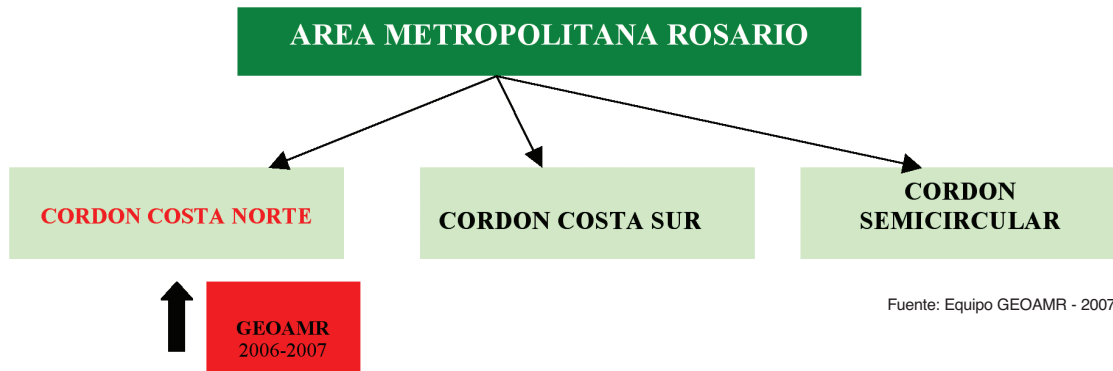 AREA METROPOLITANA ROSARIO
CORDON COSTA NORTE
CORDON COSTA SUR
CORDON
SEMICIRCULAR
GEOAMR
2006-2007
Fuente: Equipo GEOAMR - 2007